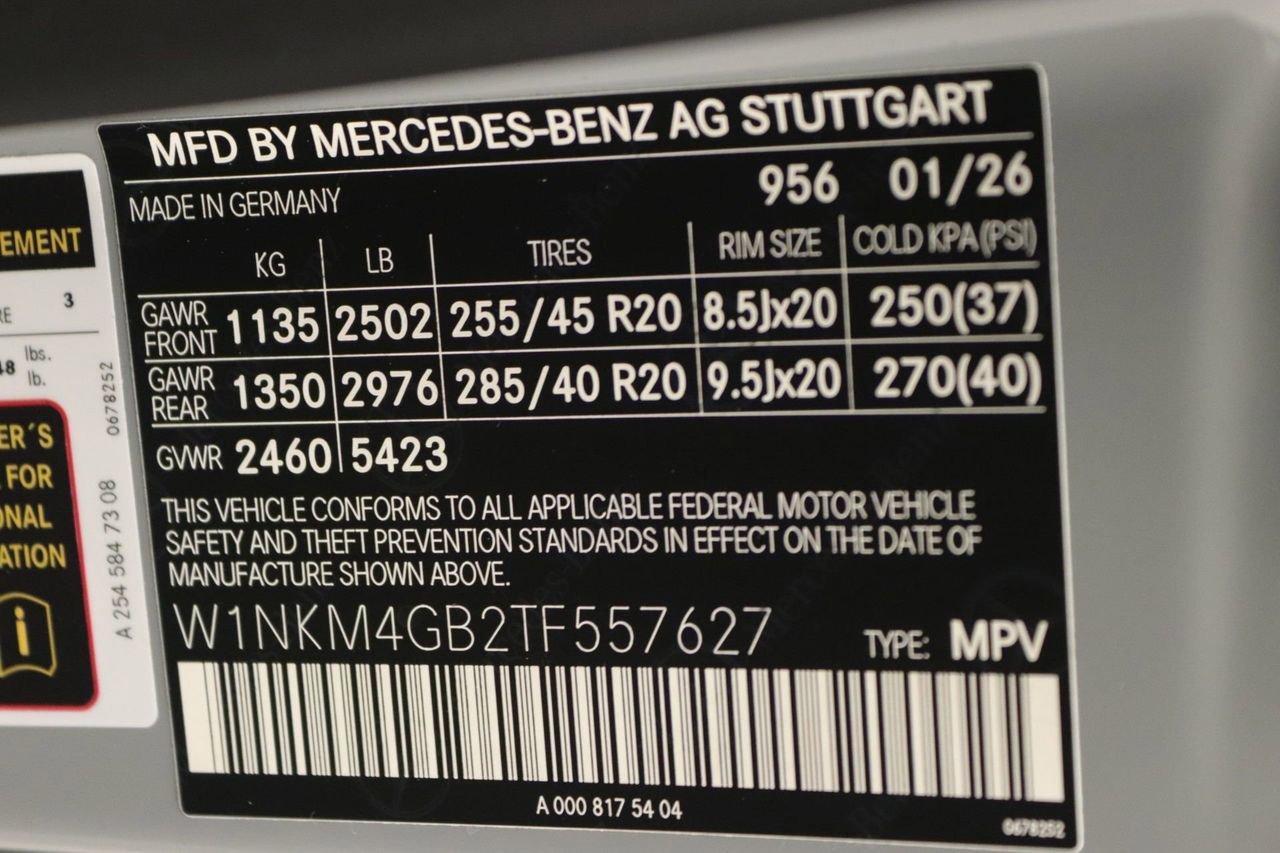 MFD BY MERCEDES-BENZ AG STUTTGART
MADE IN GERMANY 956 01/26
KG LB TIRES RIM SIZE COLD KPA(PSI)
GAWR FRONT 1135 2502 255/45 R20 8.5Jx20 250(37)
GAWR REAR 1350 2976 285/40 R20 9.5Jx20 270(40)
GVWR 2460 5423
THIS VEHICLE CONFORMS TO ALL APPLICABLE FEDERAL MOTOR VEHICLE
SAFETY AND THEFT PREVENTION STANDARDS IN EFFECT ON THE DATE OF
MANUFACTURE SHOWN ABOVE.
W1NKM4GB2TF557627 TYPE: MPV
A 000 817 54 04
0678252
EMENT
RE 3
48 lbs.
lb.
ER´S
FOR
ONAL
ATION
A 254 584 73 08 0678252